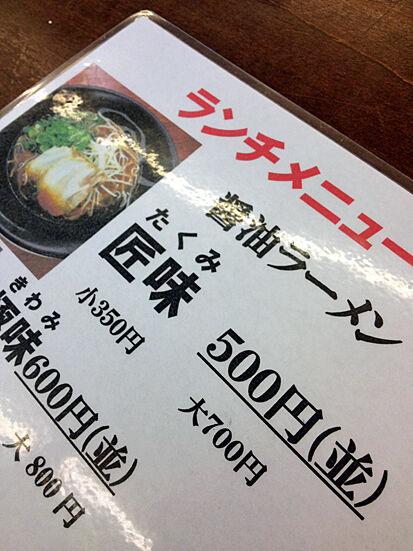 ランチメニュー
醤油ラーメン
たくみ
匠味 500円(並)
小350円 大700円
きわみ
極味600円(並)
大800円